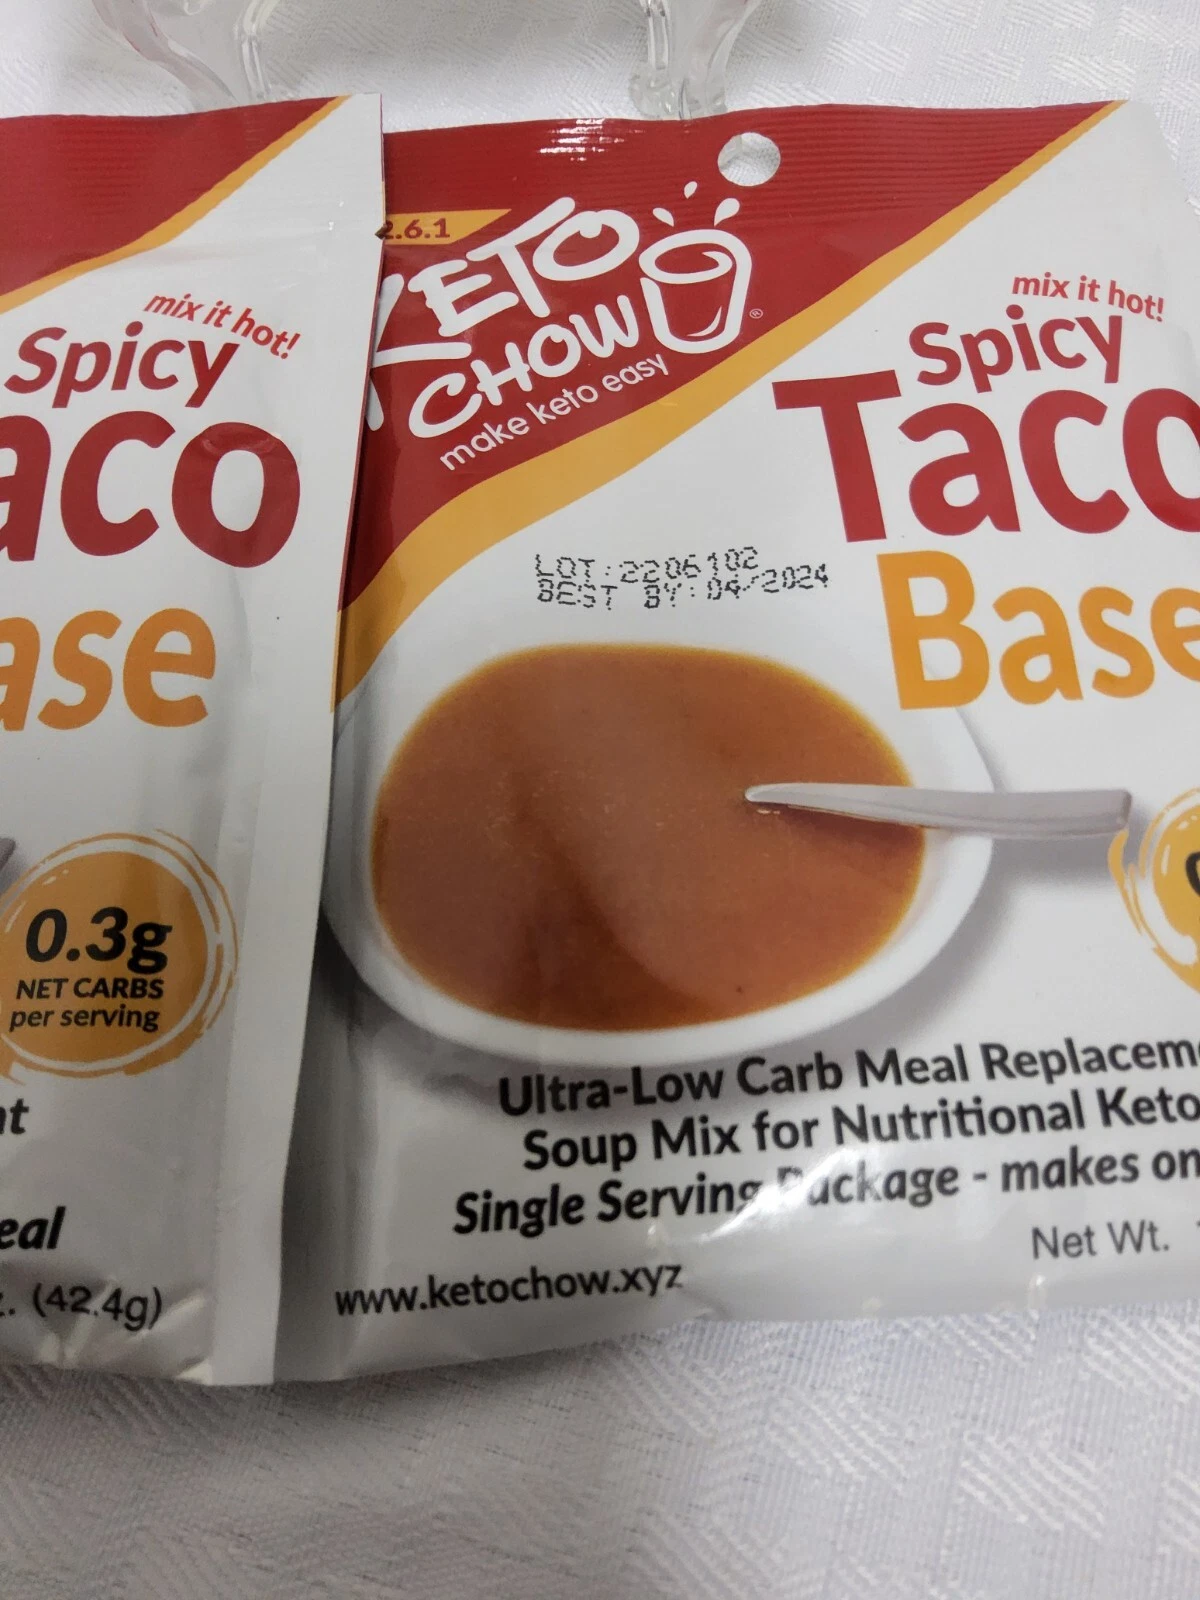 mix it hot!
Spicy
aco
ase
0.3g
NET CARBS
per serving
nt
eal
z. (42.4g)
2.6.1
KETO
CHOW®
make keto easy
mix it hot!
Spicy
Taco
Base
LOT:2206102
BEST BY:04/2024
Ultra-Low Carb Meal Replaceme
Soup Mix for Nutritional Keto
Single Serving Package - makes on
Net Wt.
www.ketochow.xyz